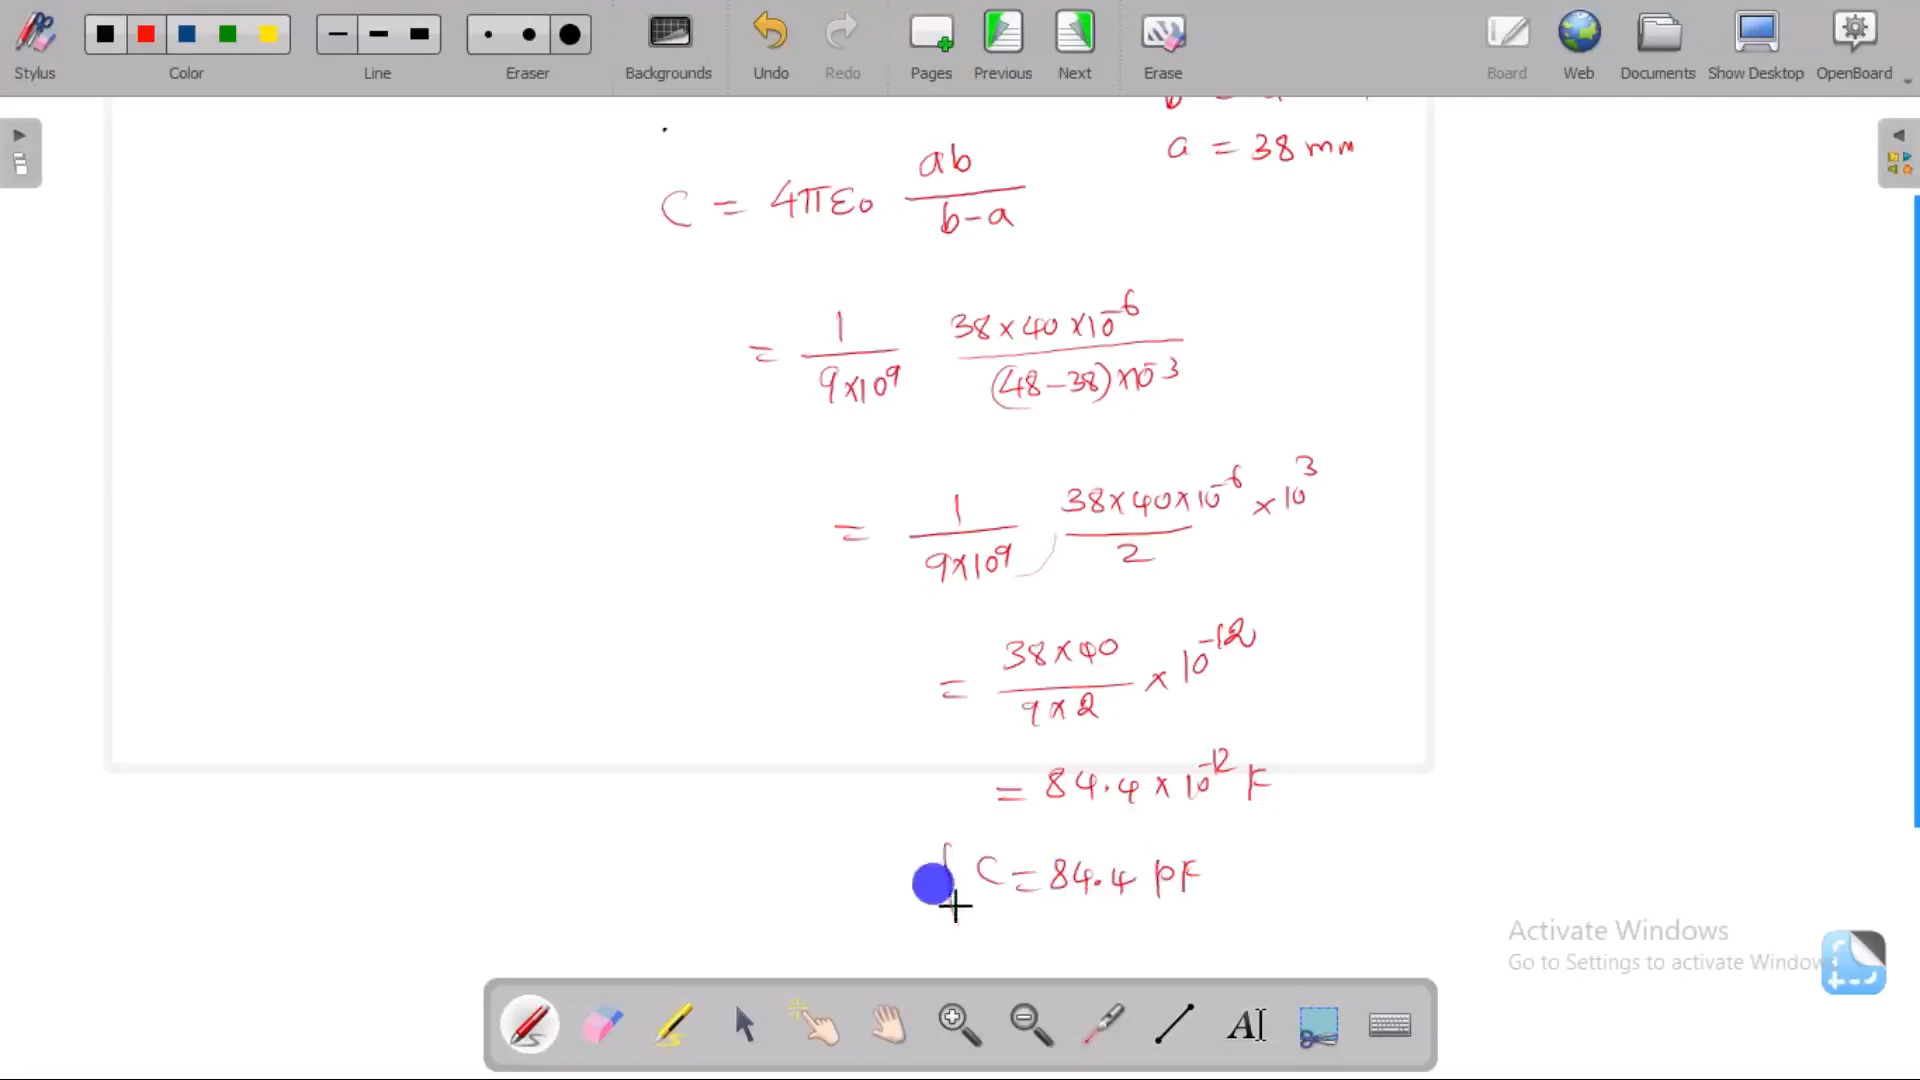 Stylus Color Line Eraser Backgrounds Undo Redo Pages Previous Next Erase Board Web Documents Show Desktop OpenBoard
a = 38 mm
C = 4πε₀ ab / b-a
= 1 / 9×10⁹ 38×40×10⁻⁶ / (48-38)×10⁻³
= 1 / 9×10⁹ 38×40×10⁻⁶ / 2 × 10³
= 38×40 / 9×2 × 10⁻¹²
= 84.4 × 10⁻¹² F
C = 84.4 pF
Activate Windows
Go to Settings to activate Window
AI